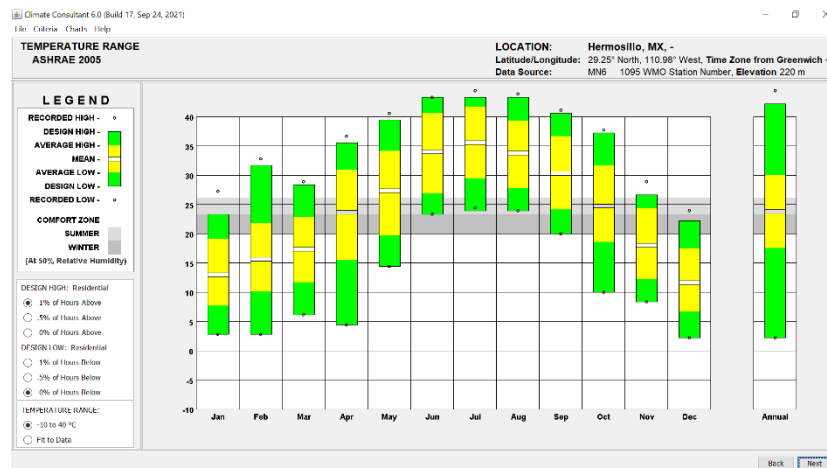 Climate Consultant 6.0 (Build 17, Sep 24, 2021)
File Criteria Charts Help
TEMPERATURE RANGE
ASHRAE 2005
LOCATION: Hermosillo, MX, -
Latitude/Longitude: 29.25° North, 110.98° West, Time Zone from Greenwich -
Data Source: MN6 1095 WMO Station Number, Elevation 220 m
LEGEND
RECORDED HIGH -
DESIGN HIGH -
AVERAGE HIGH -
MEAN -
AVERAGE LOW -
DESIGN LOW -
RECORDED LOW -
COMFORT ZONE
SUMMER
WINTER
(At 50% Relative Humidity)
DESIGN HIGH: Residential
1% of Hours Above
.5% of Hours Above
0% of Hours Above
DESIGN LOW: Residential
1% of Hours Below
.5% of Hours Below
0% of Hours Below
TEMPERATURE RANGE:
-10 to 40 °C
Fit to Data
40
35
30
25
20
15
10
5
0
-5
-10
Jan Feb Mar Apr May Jun Jul Aug Sep Oct Nov Dec Annual
Back Next